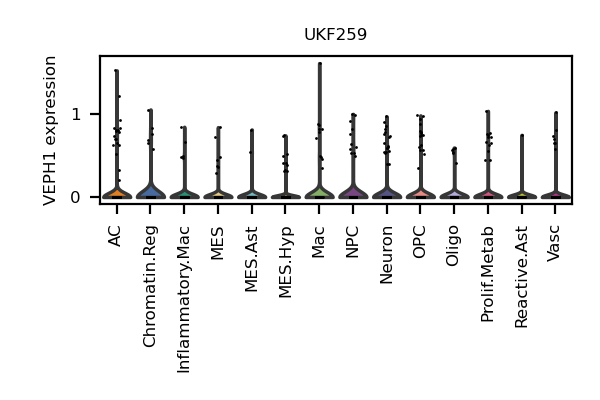 UKF259
VEPH1 expression
1
0
AC
Chromatin.Reg
Inflammatory.Mac
MES
MES.Ast
MES.Hyp
Mac
NPC
Neuron
OPC
Oligo
Prolif.Metab
Reactive.Ast
Vasc